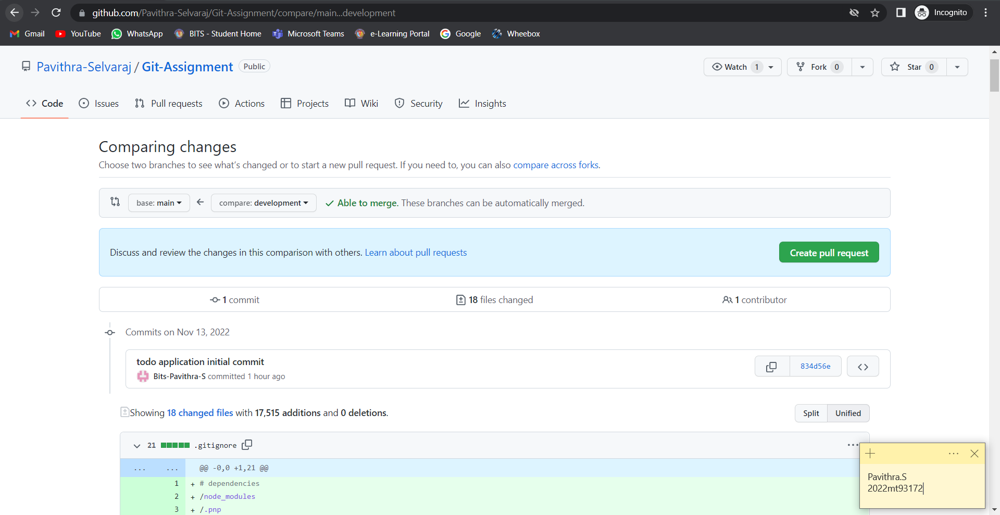 github.com/Pavithra-Selvaraj/Git-Assignment/compare/main...development
Incognito
Gmail
YouTube
WhatsApp
BITS - Student Home
Microsoft Teams
e-Learning Portal
Google
Wheebox
Pavithra-Selvaraj / Git-Assignment Public
Watch 1
Fork 0
Star 0
Code
Issues
Pull requests
Actions
Projects
Wiki
Security
Insights
Comparing changes
Choose two branches to see what's changed or to start a new pull request. If you need to, you can also compare across forks.
base: main
compare: development
Able to merge. These branches can be automatically merged.
Discuss and review the changes in this comparison with others. Learn about pull requests
Create pull request
1 commit
18 files changed
1 contributor
Commits on Nov 13, 2022
todo application initial commit
834d56e
Bits-Pavithra-S committed 1 hour ago
Showing 18 changed files with 17,515 additions and 0 deletions.
Split
Unified
21 .gitignore
... ... @@ -0,0 +1,21 @@
1 + # dependencies
2 + /node_modules
3 + /.pnp
Pavithra.S
2022mt93172